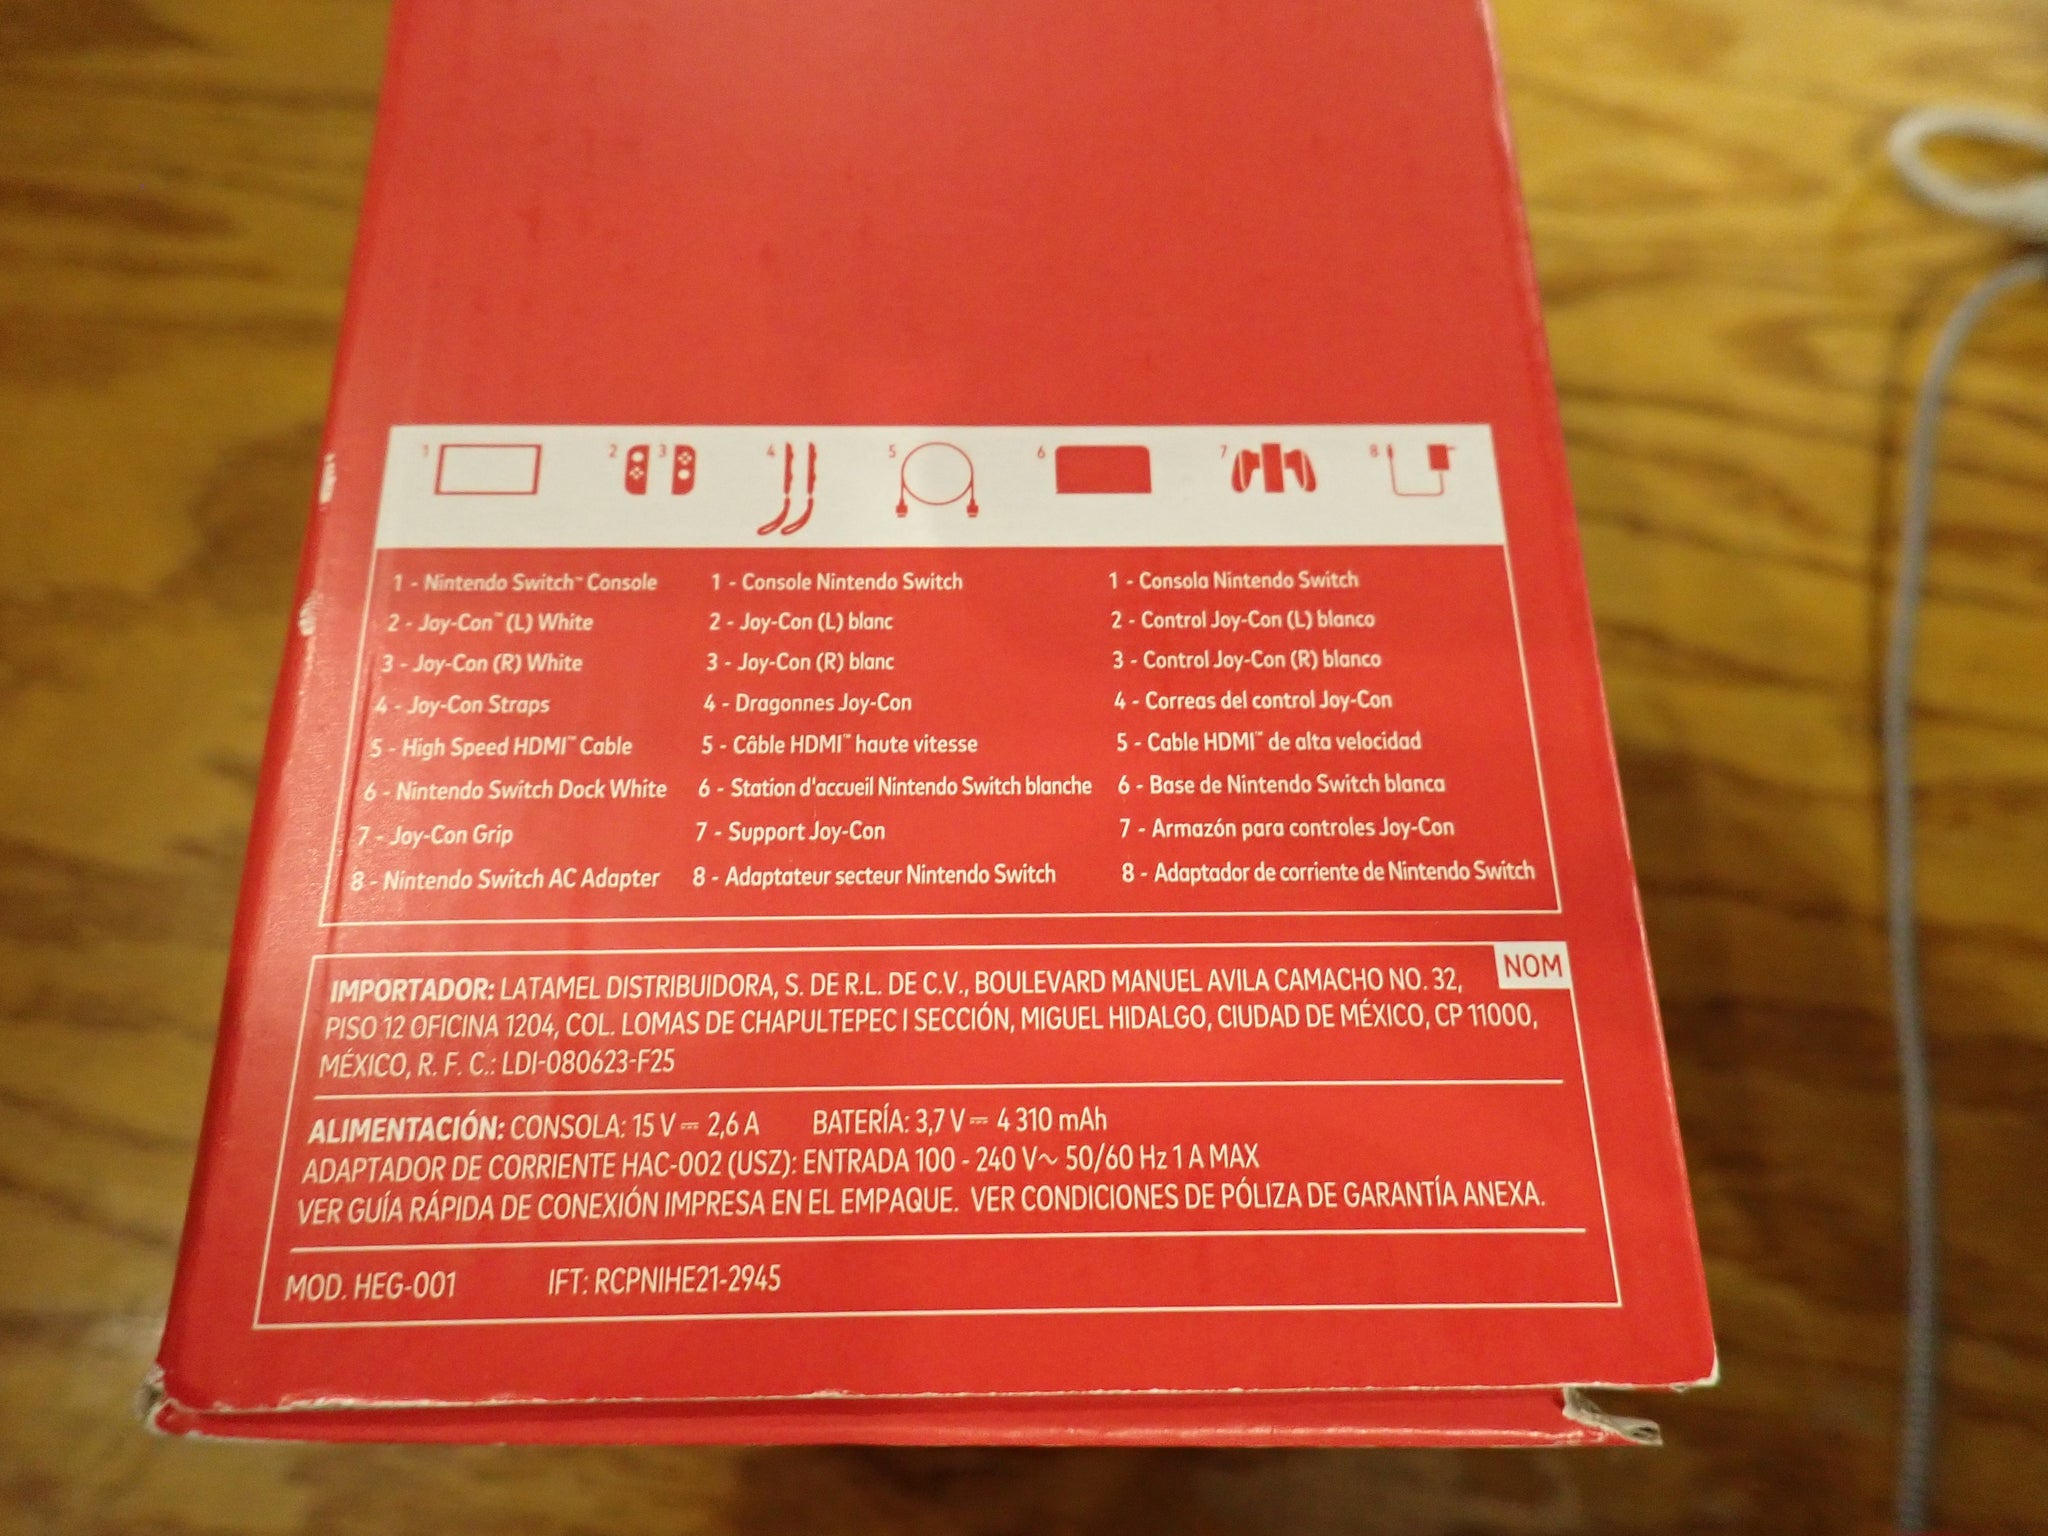 1
2
3
4
5
6
7
8
1 - Nintendo Switch™ Console
2 - Joy-Con™ (L) White
3 - Joy-Con (R) White
4 - Joy-Con Straps
5 - High Speed HDMI™ Cable
6 - Nintendo Switch Dock White
7 - Joy-Con Grip
8 - Nintendo Switch AC Adapter
1 - Console Nintendo Switch
2 - Joy-Con (L) blanc
3 - Joy-Con (R) blanc
4 - Dragonnes Joy-Con
5 - Câble HDMI™ haute vitesse
6 - Station d'accueil Nintendo Switch blanche
7 - Support Joy-Con
8 - Adaptateur secteur Nintendo Switch
1 - Consola Nintendo Switch
2 - Control Joy-Con (L) blanco
3 - Control Joy-Con (R) blanco
4 - Correas del control Joy-Con
5 - Cable HDMI™ de alta velocidad
6 - Base de Nintendo Switch blanca
7 - Armazón para controles Joy-Con
8 - Adaptador de corriente de Nintendo Switch
NOM
IMPORTADOR: LATAMEL DISTRIBUIDORA, S. DE R.L. DE C.V., BOULEVARD MANUEL AVILA CAMACHO NO. 32,
PISO 12 OFICINA 1204, COL. LOMAS DE CHAPULTEPEC I SECCIÓN, MIGUEL HIDALGO, CIUDAD DE MÉXICO, CP 11000,
MÉXICO, R. F. C.: LDI-080623-F25
ALIMENTACIÓN: CONSOLA: 15 V ⎓ 2,6 A BATERÍA: 3,7 V ⎓ 4 310 mAh
ADAPTADOR DE CORRIENTE HAC-002 (USZ): ENTRADA 100 - 240 V~ 50/60 Hz 1 A MAX
VER GUÍA RÁPIDA DE CONEXIÓN IMPRESA EN EL EMPAQUE. VER CONDICIONES DE PÓLIZA DE GARANTÍA ANEXA.
MOD. HEG-001 IFT: RCPNIHE21-2945